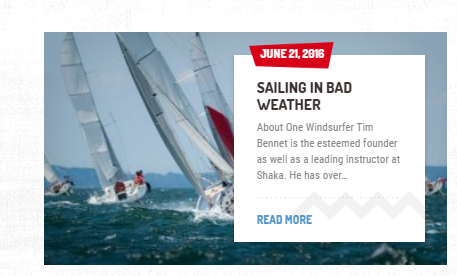 JUNE 21, 2016
SAILING IN BAD
WEATHER
About One Windsurfer Tim
Bennet is the esteemed founder
as well as a leading instructor at
Shaka. He has over...
READ MORE